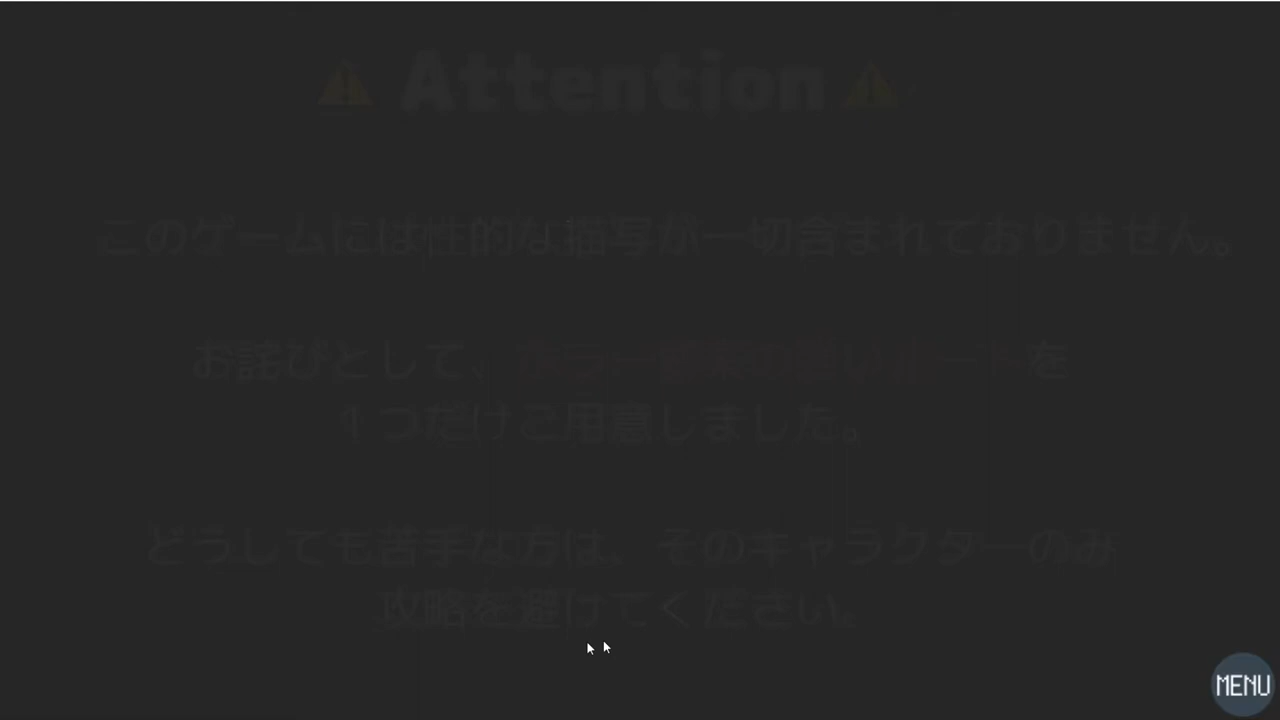 ⚠ Attention ⚠
このゲームには性的な描写が一切含まれておりません。
お詫びとして、ホラー要素の強いルートを
1つだけご用意しました。
どうしても苦手な方は、そのキャラクターのみ
攻略を避けてください。
MENU